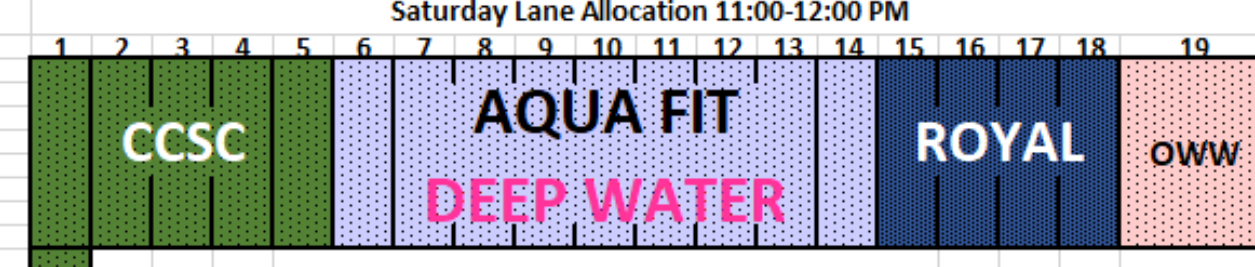 Saturday Lane Allocation 11:00-12:00 PM
1 2 3 4 5 6 7 8 9 10 11 12 13 14 15 16 17 18 19
CCSC
AQUA FIT
DEEP WATER
ROYAL
OWW